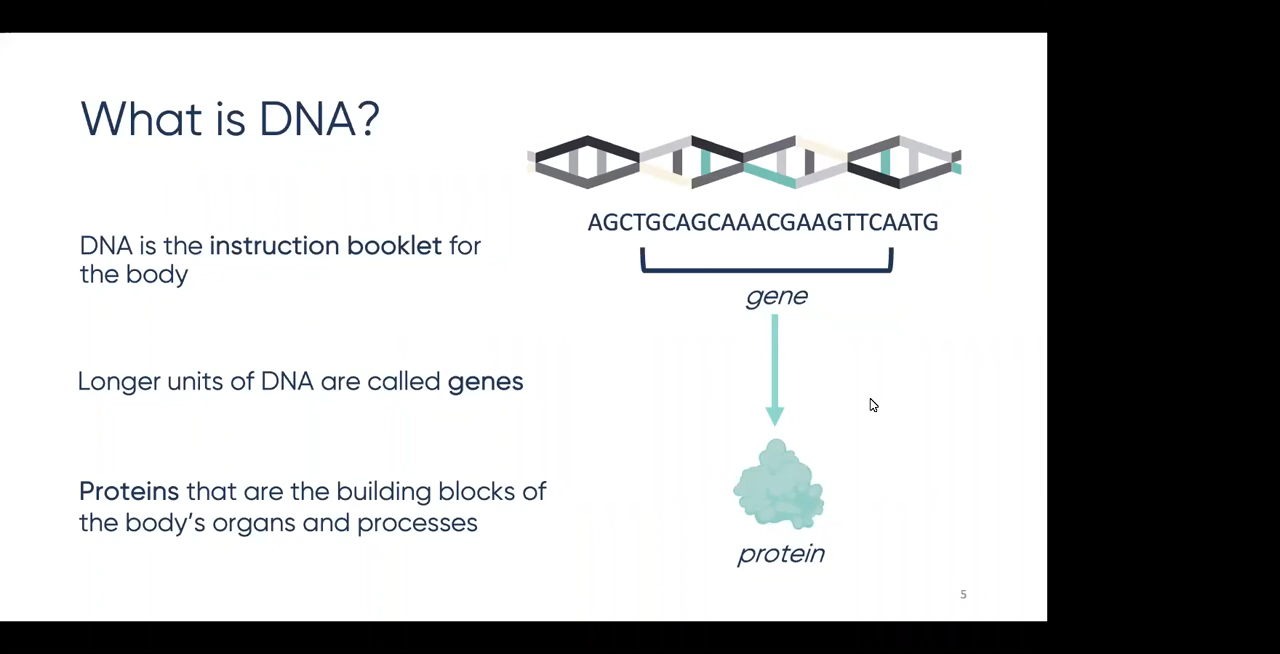 What is DNA?
AGCTGCAGCAAACGAAGTTCAATG
DNA is the instruction booklet for
the body
gene
Longer units of DNA are called genes
Proteins that are the building blocks of
the body's organs and processes
protein
5